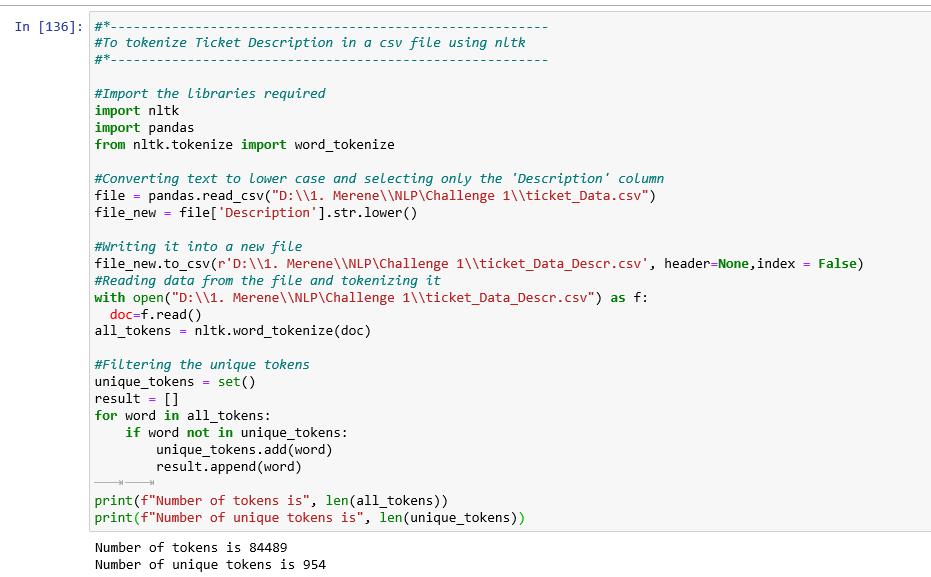 In [136]: #*---------------------------------------------------------
#To tokenize Ticket Description in a csv file using nltk
#*---------------------------------------------------------
#Import the libraries required
import nltk
import pandas
from nltk.tokenize import word_tokenize
#Converting text to lower case and selecting only the 'Description' column
file = pandas.read_csv("D:\\1. Merene\\NLP\Challenge 1\\ticket_Data.csv")
file_new = file['Description'].str.lower()
#Writing it into a new file
file_new.to_csv(r'D:\\1. Merene\\NLP\Challenge 1\\ticket_Data_Descr.csv', header=None,index = False)
#Reading data from the file and tokenizing it
with open("D:\\1. Merene\\NLP\Challenge 1\\ticket_Data_Descr.csv") as f:
  doc=f.read()
all_tokens = nltk.word_tokenize(doc)
#Filtering the unique tokens
unique_tokens = set()
result = []
for word in all_tokens:
    if word not in unique_tokens:
        unique_tokens.add(word)
        result.append(word)
print(f"Number of tokens is", len(all_tokens))
print(f"Number of unique tokens is", len(unique_tokens))
Number of tokens is 84489
Number of unique tokens is 954